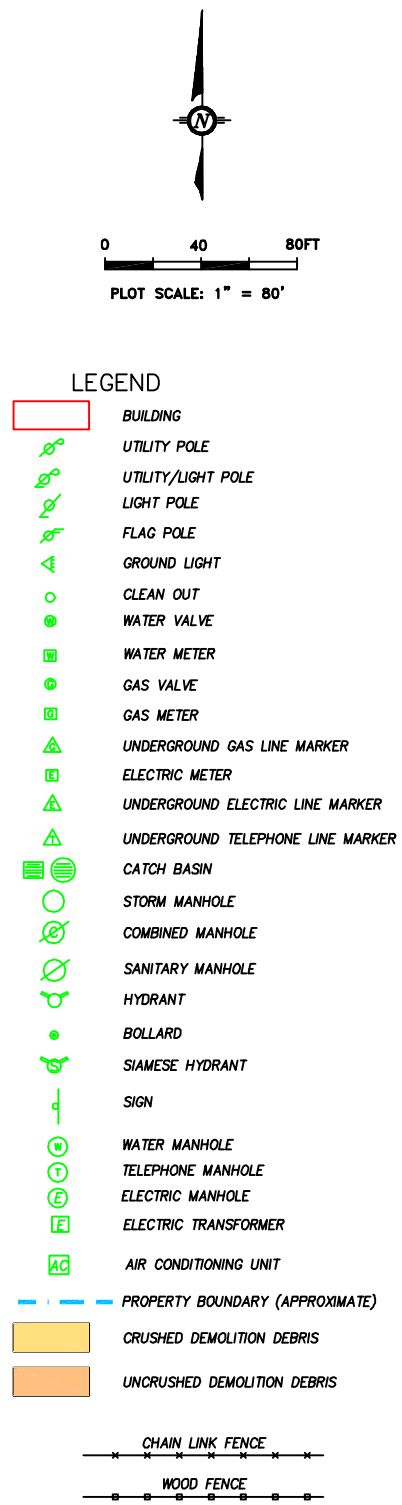 N
0 40 80FT
PLOT SCALE: 1" = 80'
LEGEND
BUILDING
UTILITY POLE
UTILITY/LIGHT POLE
LIGHT POLE
FLAG POLE
GROUND LIGHT
CLEAN OUT
W WATER VALVE
W WATER METER
G GAS VALVE
G GAS METER
G UNDERGROUND GAS LINE MARKER
E ELECTRIC METER
E UNDERGROUND ELECTRIC LINE MARKER
T UNDERGROUND TELEPHONE LINE MARKER
CATCH BASIN
STORM MANHOLE
C COMBINED MANHOLE
SANITARY MANHOLE
HYDRANT
BOLLARD
S SIAMESE HYDRANT
SIGN
W WATER MANHOLE
T TELEPHONE MANHOLE
E ELECTRIC MANHOLE
E ELECTRIC TRANSFORMER
AC AIR CONDITIONING UNIT
PROPERTY BOUNDARY (APPROXIMATE)
CRUSHED DEMOLITION DEBRIS
UNCRUSHED DEMOLITION DEBRIS
CHAIN LINK FENCE
WOOD FENCE